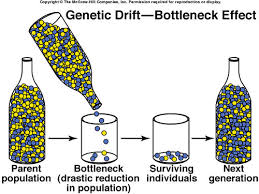 Copyright © The McGraw-Hill Companies, Inc. Permission required for reproduction or display.
Genetic Drift—Bottleneck Effect
Parent
population
Bottleneck
(drastic reduction
in population)
Surviving
individuals
Next
generation